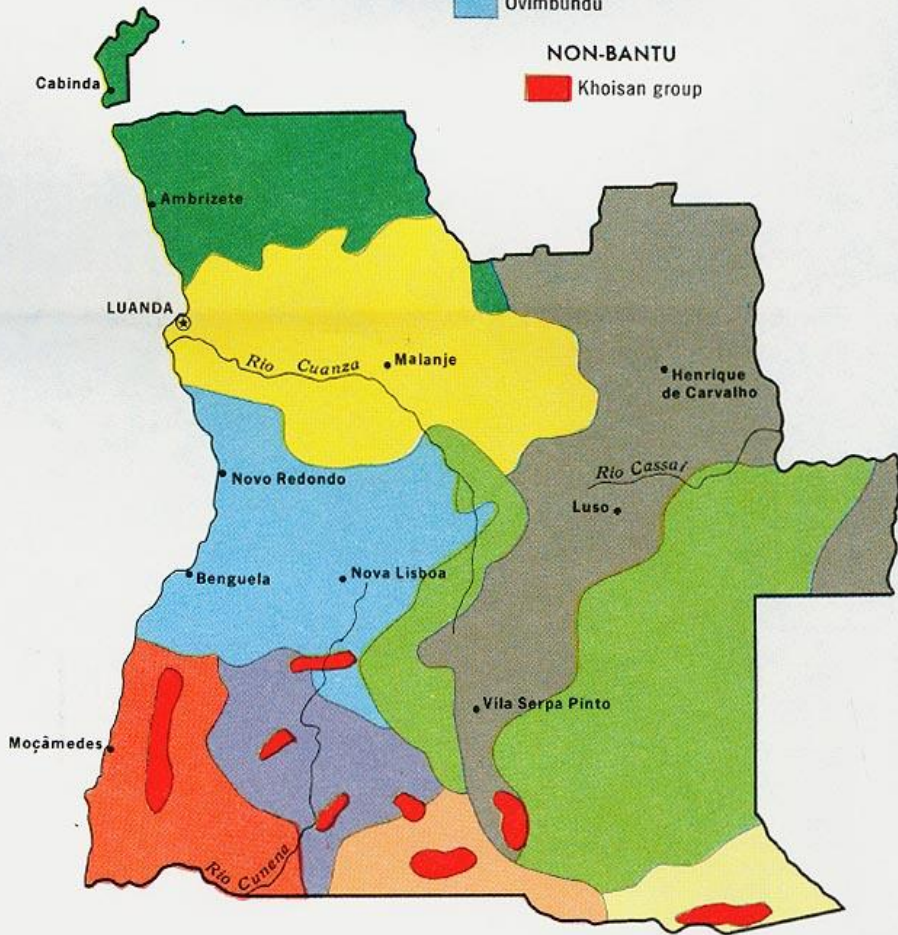 Ovimbundu
NON-BANTU
Khoisan group
Cabinda
Ambrizete
LUANDA
Rio Cuanza
Malanje
Henrique
de Carvalho
Rio Cassai
Novo Redondo
Luso
Benguela
Nova Lisboa
Vila Serpa Pinto
Moçâmedes
Rio Cunene